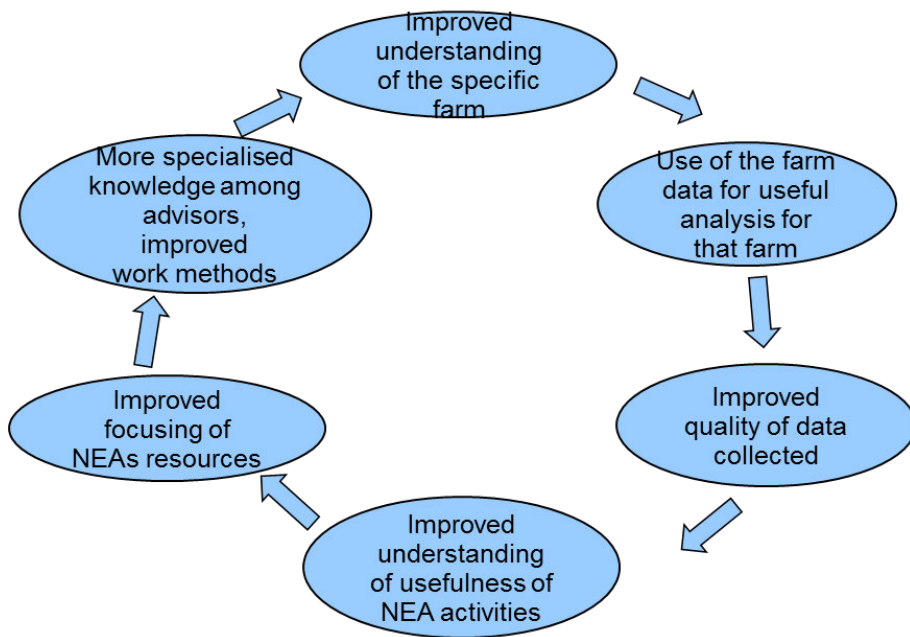 Improved
understanding
of the specific
farm
Use of the farm
data for useful
analysis for
that farm
Improved
quality of data
collected
Improved
understanding
of usefulness of
NEA activities
Improved
focusing of
NEAs resources
More specialised
knowledge among
advisors,
improved
work methods